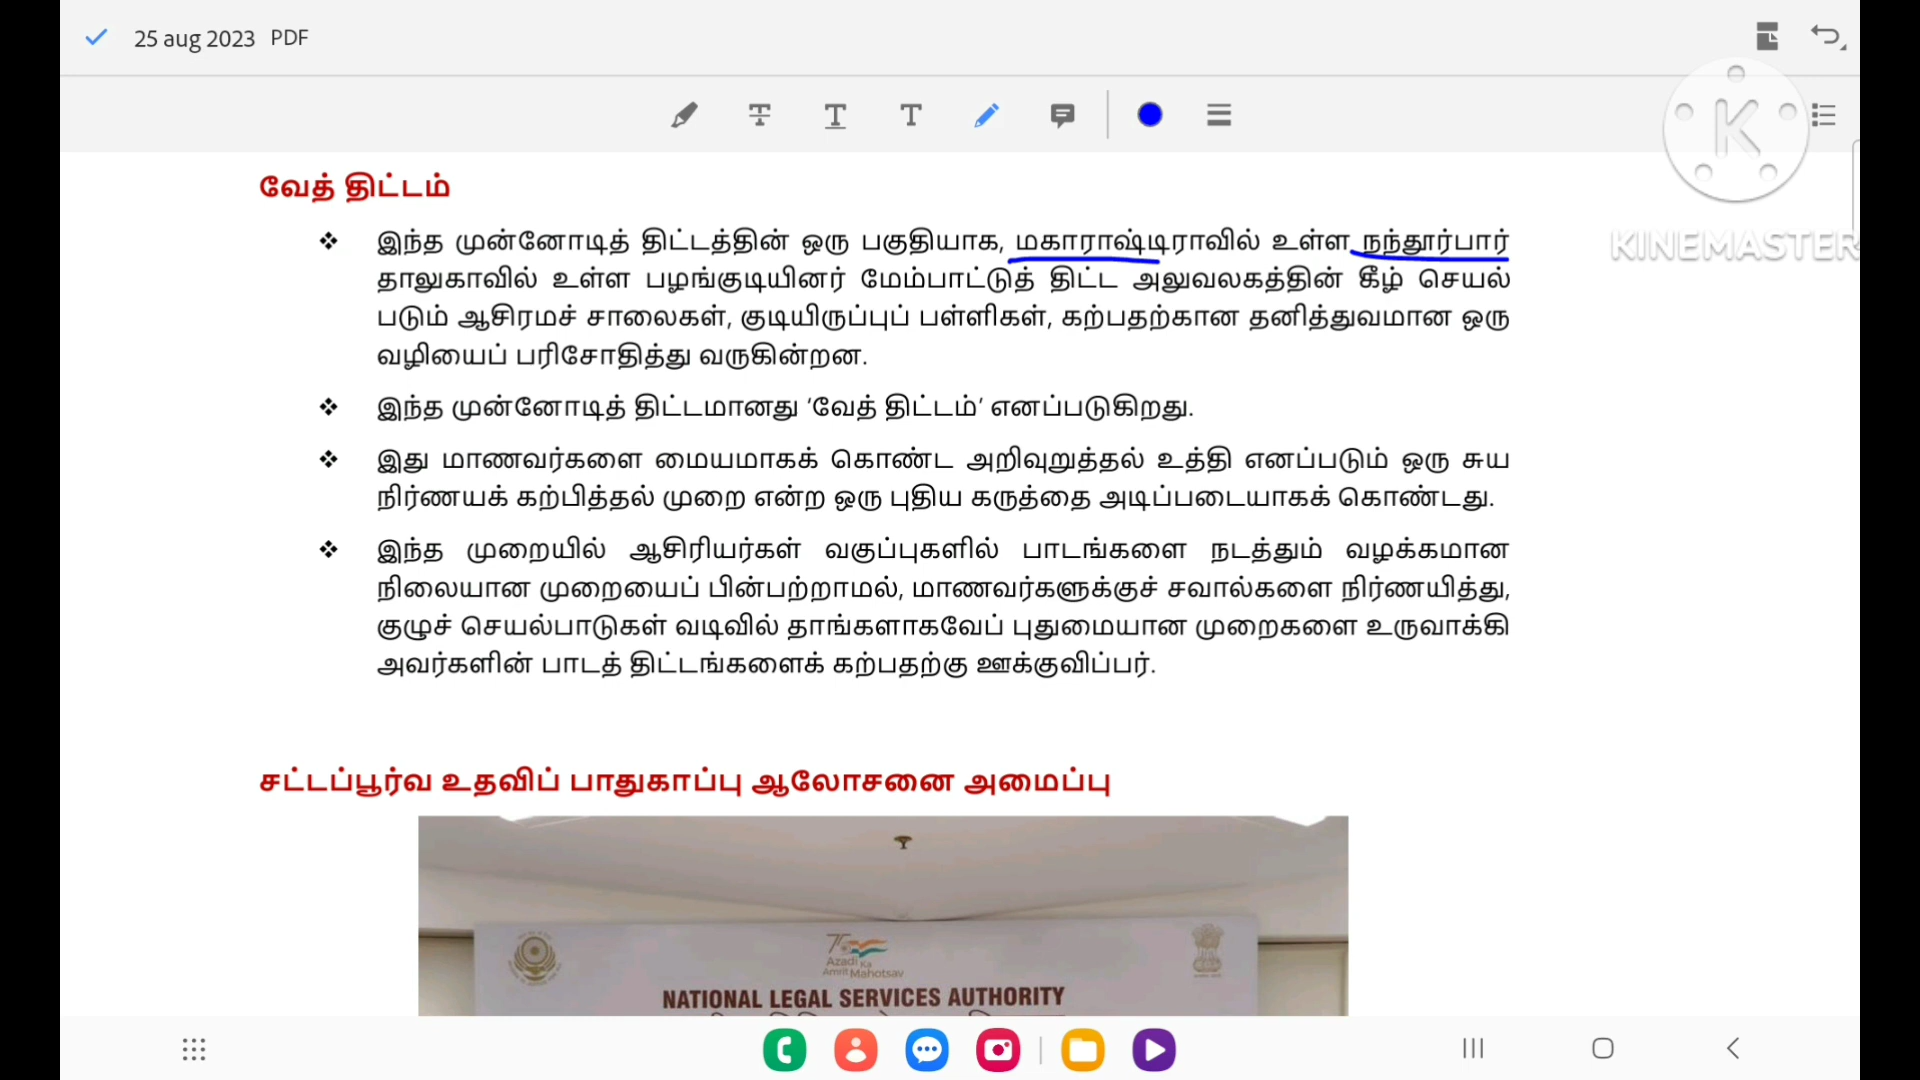 25 aug 2023 PDF
KINEMASTER
வேத் திட்டம்
❖ இந்த முன்னோடித் திட்டத்தின் ஒரு பகுதியாக, மகாராஷ்டிராவில் உள்ள நந்தூர்பார்
தாலுகாவில் உள்ள பழங்குடியினர் மேம்பாட்டுத் திட்ட அலுவலகத்தின் கீழ் செயல்
படும் ஆசிரமச் சாலைகள், குடியிருப்புப் பள்ளிகள், கற்பதற்கான தனித்துவமான ஒரு
வழியைப் பரிசோதித்து வருகின்றன.
❖ இந்த முன்னோடித் திட்டமானது ‘வேத் திட்டம்’ எனப்படுகிறது.
❖ இது மாணவர்களை மையமாகக் கொண்ட அறிவுறுத்தல் உத்தி எனப்படும் ஒரு சுய
நிர்ணயக் கற்பித்தல் முறை என்ற ஒரு புதிய கருத்தை அடிப்படையாகக் கொண்டது.
❖ இந்த முறையில் ஆசிரியர்கள் வகுப்புகளில் பாடங்களை நடத்தும் வழக்கமான
நிலையான முறையைப் பின்பற்றாமல், மாணவர்களுக்குச் சவால்களை நிர்ணயித்து,
குழுச் செயல்பாடுகள் வடிவில் தாங்களாகவேப் புதுமையான முறைகளை உருவாக்கி
அவர்களின் பாடத் திட்டங்களைக் கற்பதற்கு ஊக்குவிப்பர்.
சட்டப்பூர்வ உதவிப் பாதுகாப்பு ஆலோசனை அமைப்பு
Azadi Ka
Amrit Mahotsav
NATIONAL LEGAL SERVICES AUTHORITY